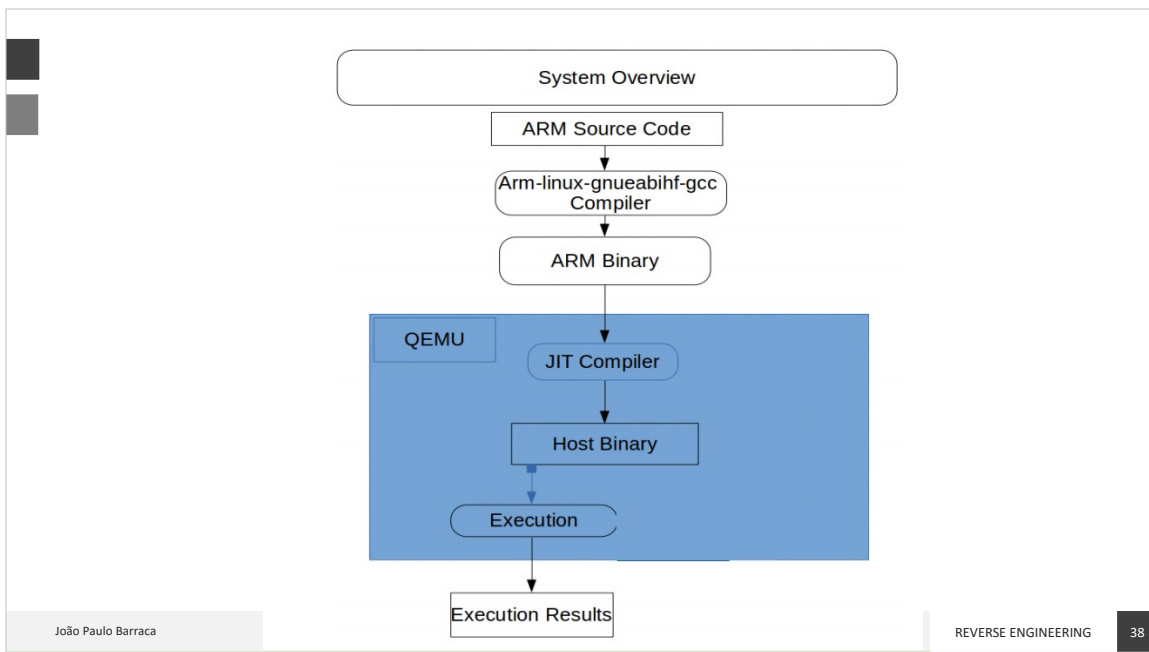 System Overview
ARM Source Code
Arm-linux-gnueabihf-gcc
Compiler
ARM Binary
QEMU
JIT Compiler
Host Binary
Execution
Execution Results
João Paulo Barraca
REVERSE ENGINEERING
38